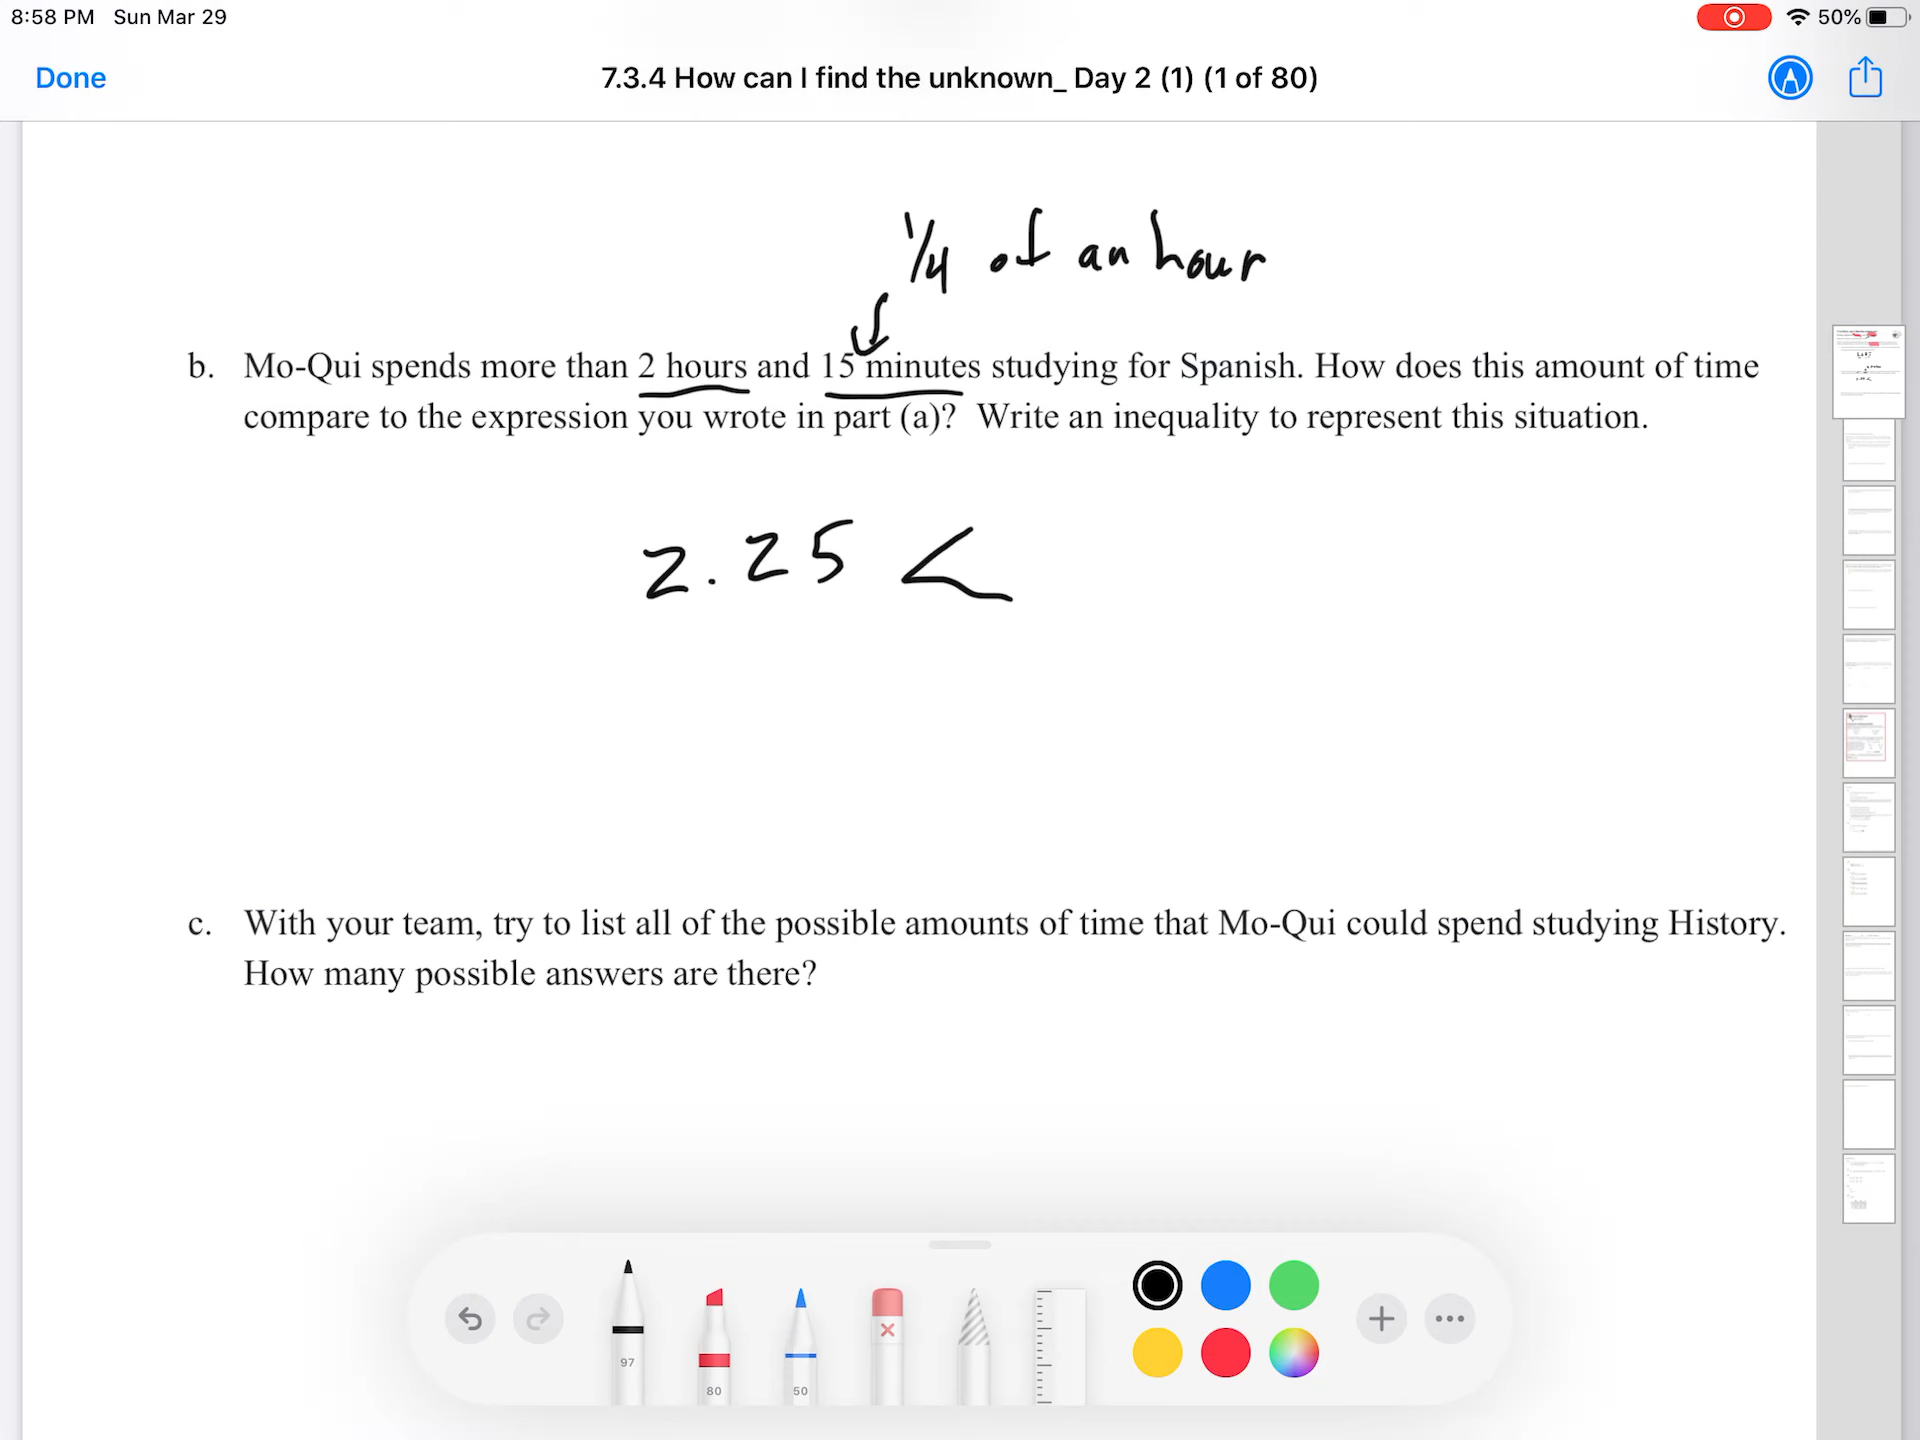 8:58 PM Sun Mar 29
50%
Done
7.3.4 How can I find the unknown_ Day 2 (1) (1 of 80)
1/4 of an hour
b. Mo-Qui spends more than 2 hours and 15 minutes studying for Spanish. How does this amount of time
compare to the expression you wrote in part (a)? Write an inequality to represent this situation.
2.25 <
c. With your team, try to list all of the possible amounts of time that Mo-Qui could spend studying History.
How many possible answers are there?
97
80
50